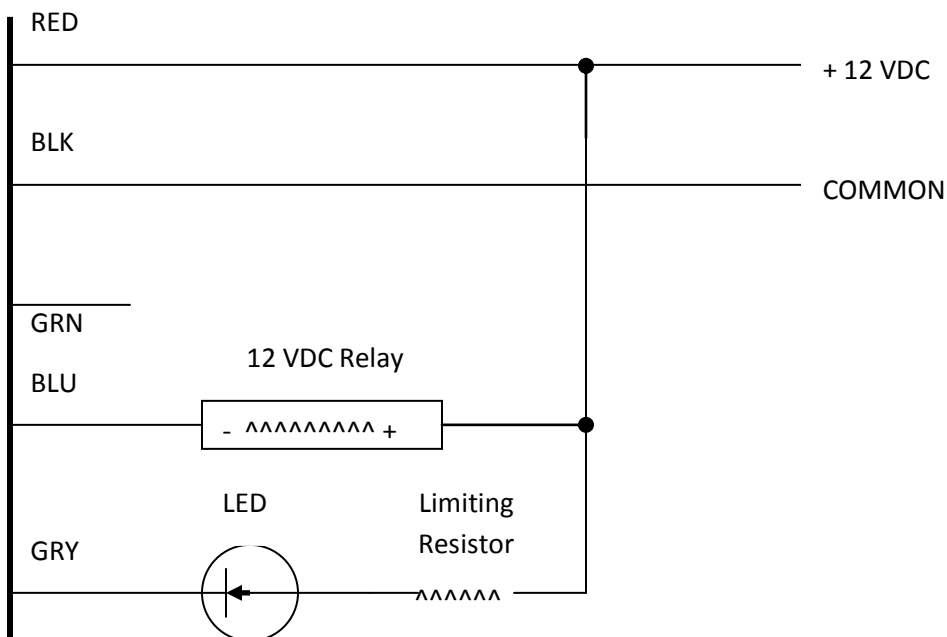 RED
+ 12 VDC
BLK
COMMON
GRN
12 VDC Relay
BLU
- ^^^^^^^^^ +
LED
Limiting
Resistor
GRY
^^^^^^